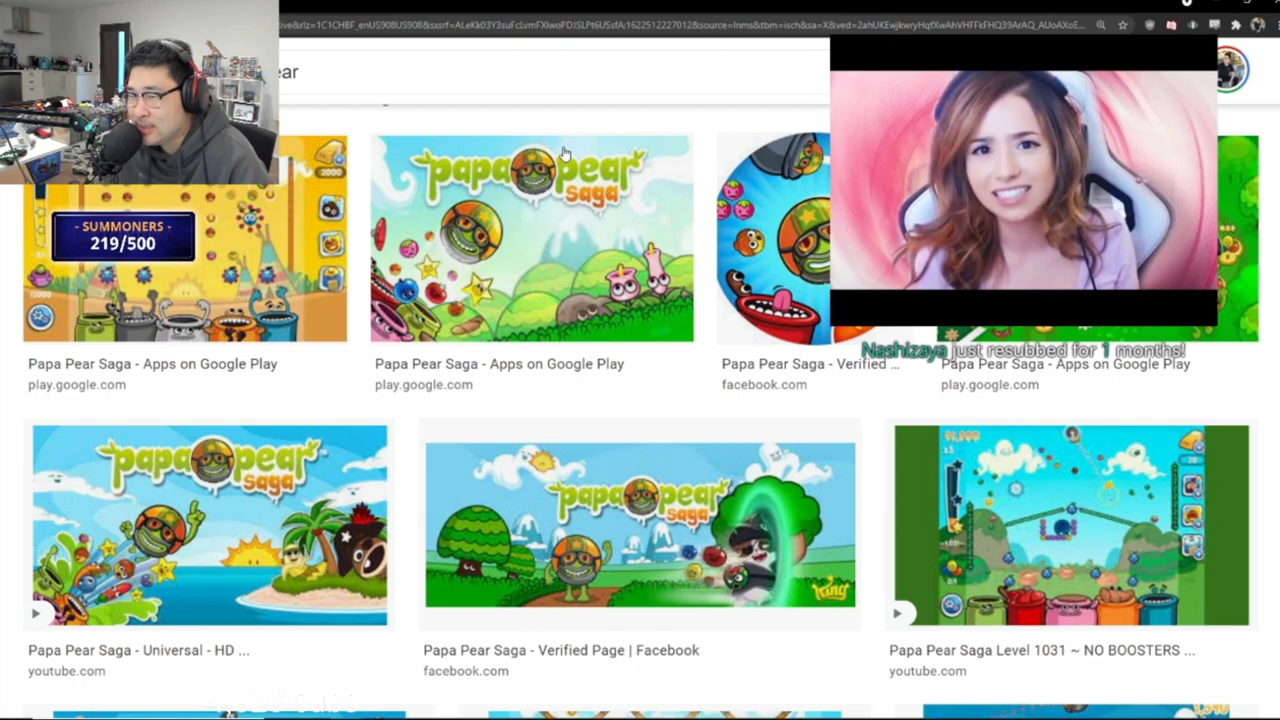 ear
papa pear
saga
- SUMMONERS -
219/500
2000
Nashizaya just resubbed for 1 months!
Papa Pear Saga - Apps on Google Play
play.google.com
Papa Pear Saga - Apps on Google Play
play.google.com
Papa Pear Saga - Verified ...
facebook.com
Papa Pear Saga - Apps on Google Play
play.google.com
papa pear
saga
papa pear
saga
King
Papa Pear Saga - Universal - HD ...
youtube.com
Papa Pear Saga - Verified Page | Facebook
facebook.com
Papa Pear Saga Level 1031 ~ NO BOOSTERS ...
youtube.com